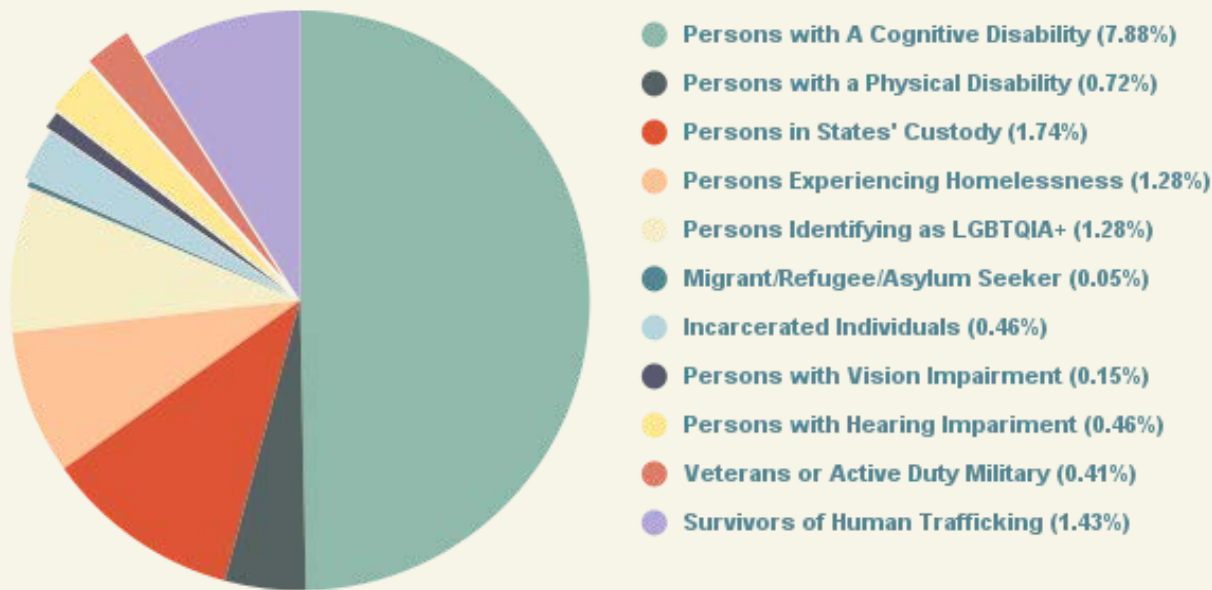 Persons with A Cognitive Disability (7.88%)
Persons with a Physical Disability (0.72%)
Persons in States' Custody (1.74%)
Persons Experiencing Homelessness (1.28%)
Persons Identifying as LGBTQIA+ (1.28%)
Migrant/Refugee/Asylum Seeker (0.05%)
Incarcerated Individuals (0.46%)
Persons with Vision Impairment (0.15%)
Persons with Hearing Impariment (0.46%)
Veterans or Active Duty Military (0.41%)
Survivors of Human Trafficking (1.43%)